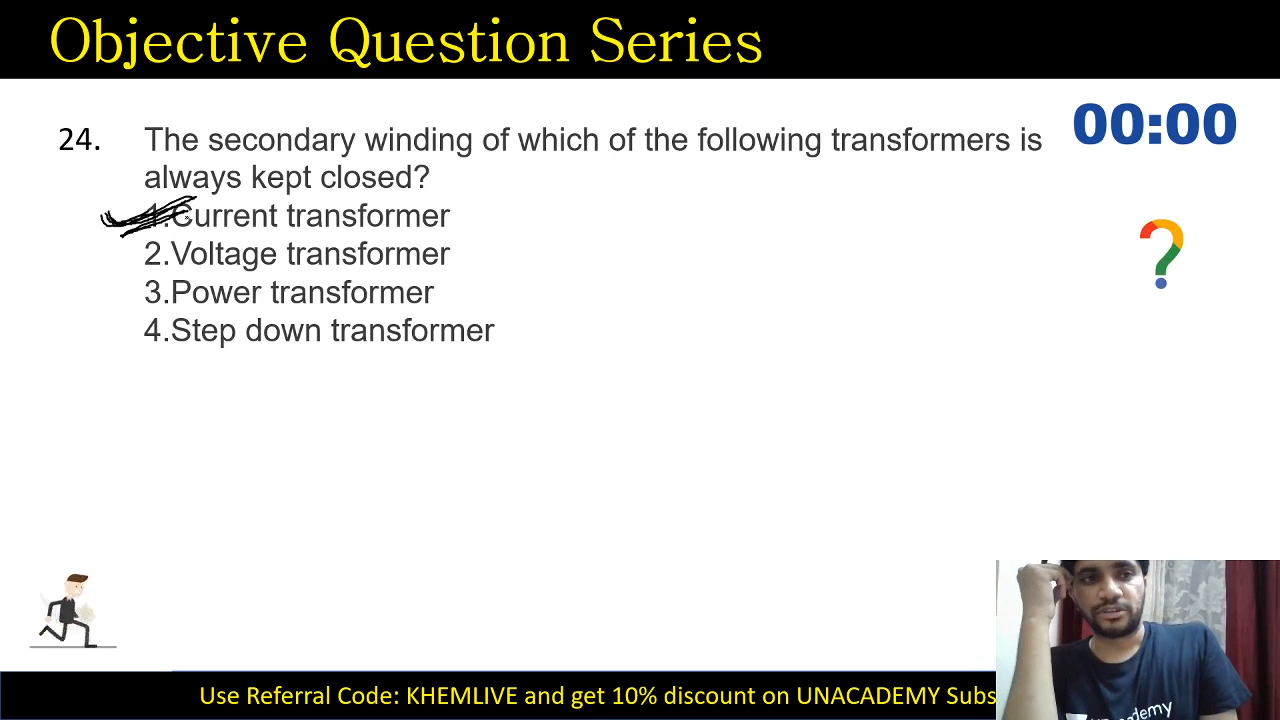 Objective Question Series
00:00
24. The secondary winding of which of the following transformers is
always kept closed?
1.Current transformer
2.Voltage transformer
3.Power transformer
4.Step down transformer
?
Use Referral Code: KHEMLIVE and get 10% discount on UNACADEMY Subs